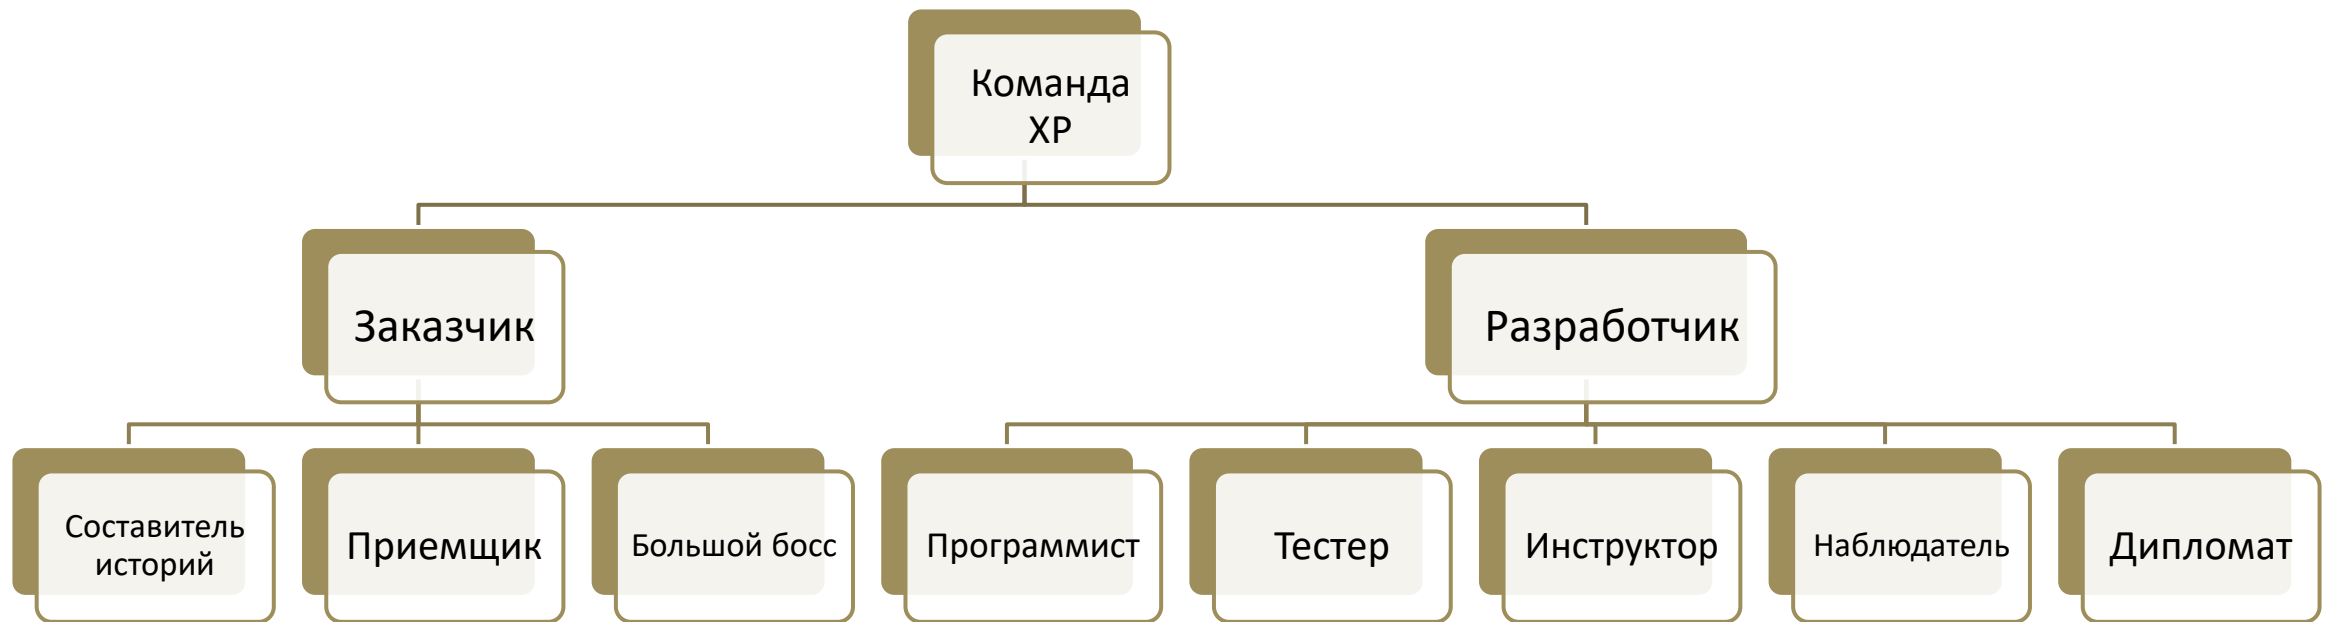 Команда
XP
Заказчик
Разработчик
Составитель
историй
Приемщик
Большой босс
Программист
Тестер
Инструктор
Наблюдатель
Дипломат